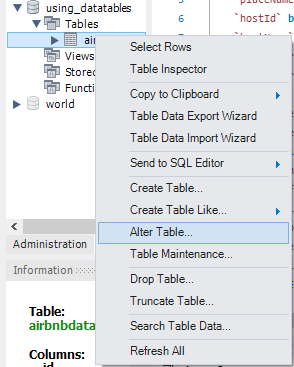 using_datatables
Tables
air
Views
Stored
Functi
world
Administration
Information
Table:
airbnbdata
Columns:
Select Rows
Table Inspector
Copy to Clipboard
Table Data Export Wizard
Table Data Import Wizard
Send to SQL Editor
Create Table...
Create Table Like...
Alter Table...
Table Maintenance...
Drop Table...
Truncate Table...
Search Table Data...
Refresh All
5
6 `hostId` b
7
8